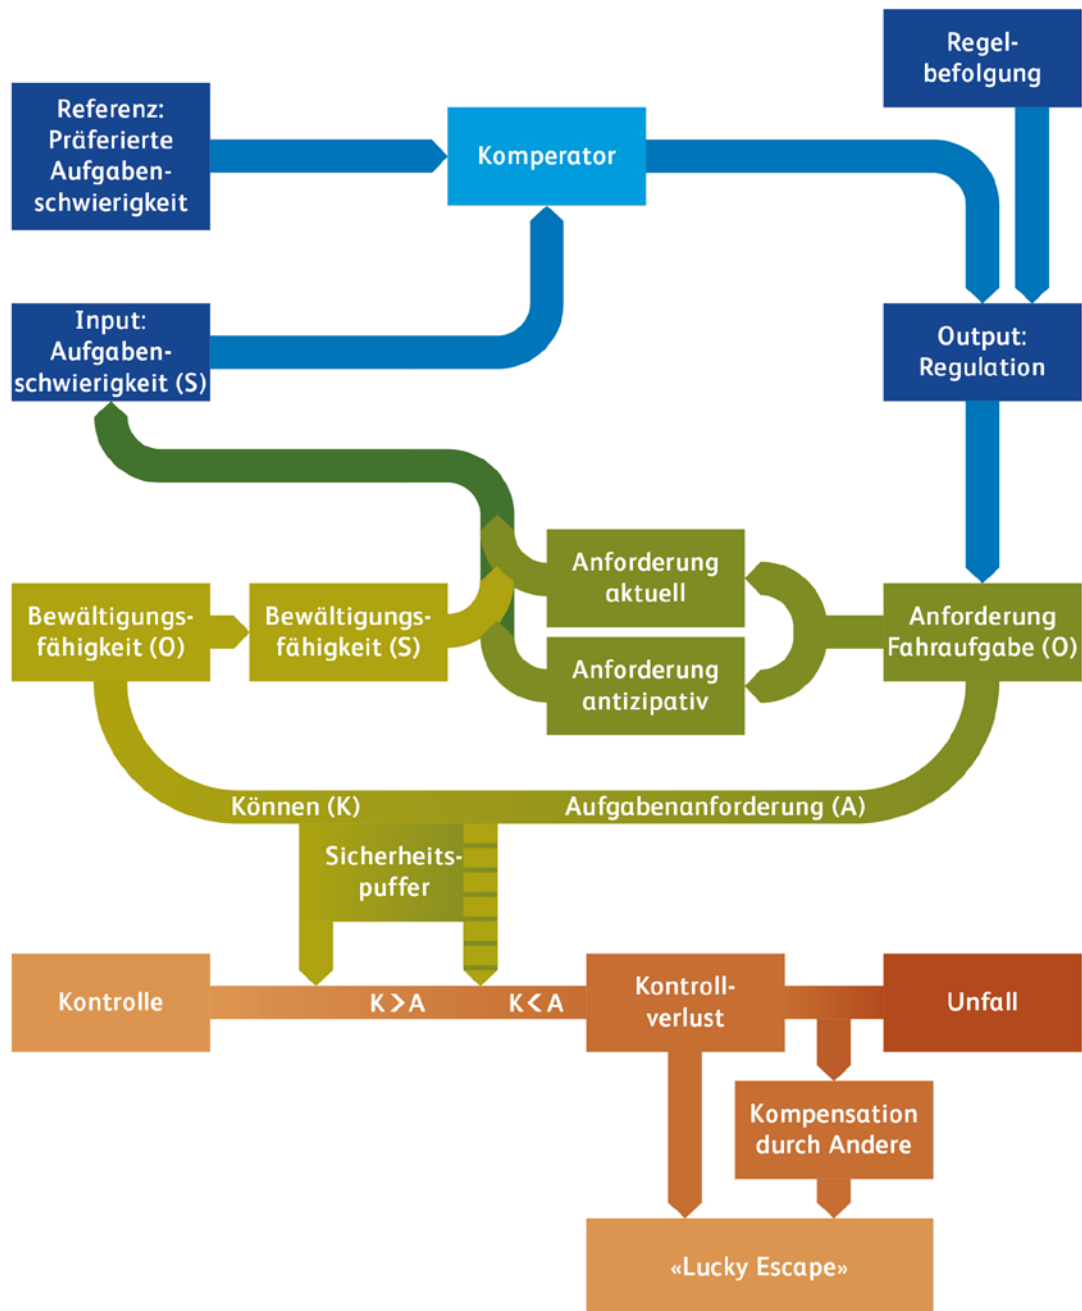 Regel-
befolgung
Referenz:
Präferierte
Aufgaben-
schwierigkeit
Komperator
Input:
Aufgaben-
schwierigkeit (S)
Output:
Regulation
Anforderung
aktuell
Bewältigungs-
fähigkeit (O)
Bewältigungs-
fähigkeit (S)
Anforderung
Fahraufgabe (O)
Anforderung
antizipativ
Können (K)
Aufgabenanforderung (A)
Sicherheits-
puffer
Kontrolle
K>A
K<A
Kontroll-
verlust
Unfall
Kompensation
durch Andere
«Lucky Escape»